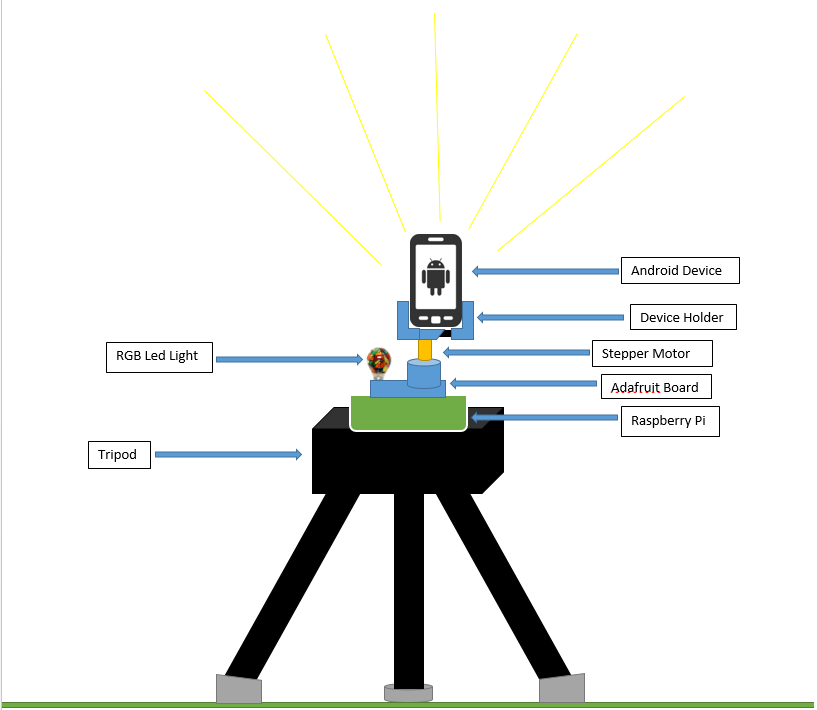 Android Device
Device Holder
RGB Led Light
Stepper Motor
Adafruit Board
Raspberry Pi
Tripod